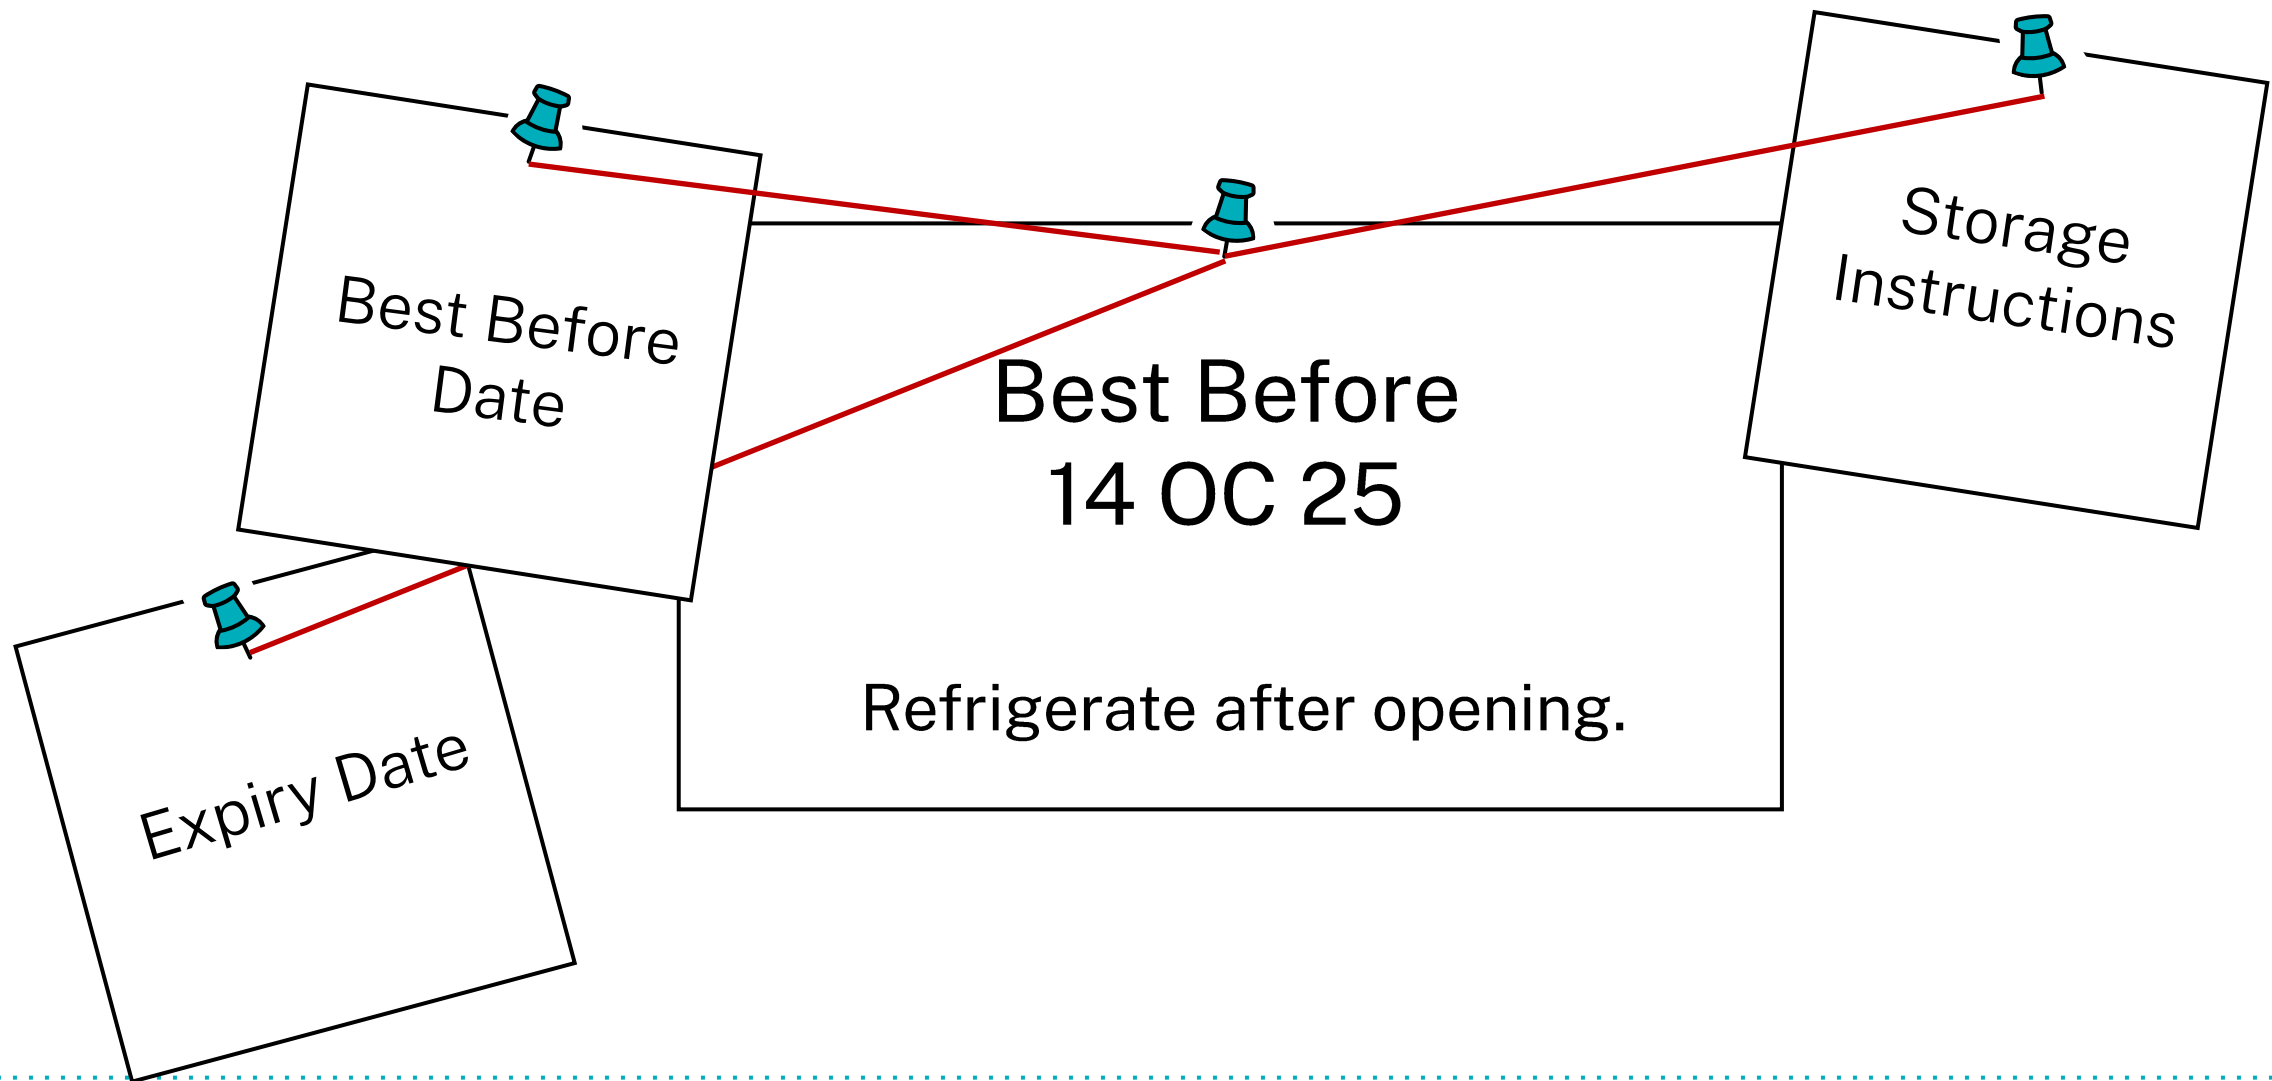 Best Before
Date
Storage
Instructions
Best Before
14 OC 25
Refrigerate after opening.
Expiry Date